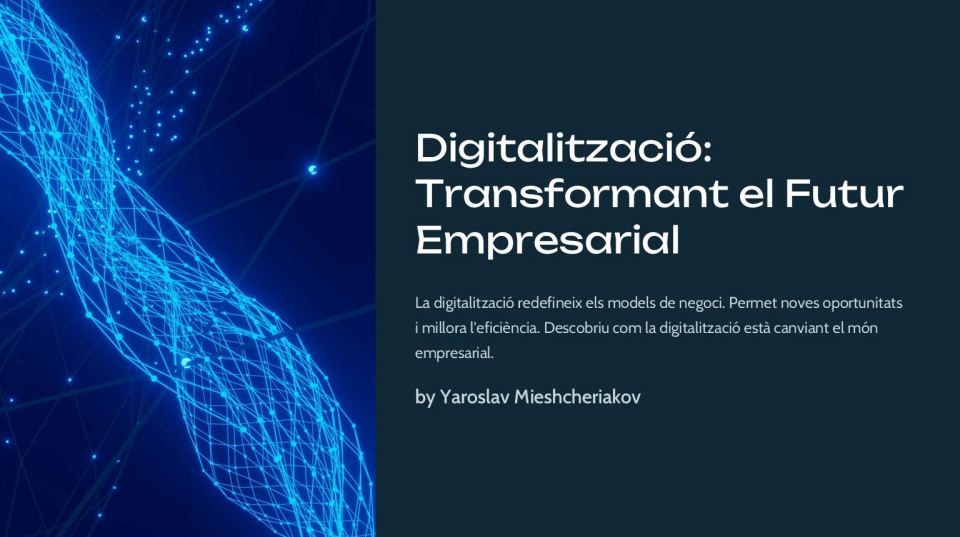 Digitalització:
Transformant el Futur
Empresarial
La digitalització redefineix els models de negoci. Permet noves oportunitats
i millora l'eficiència. Descobriu com la digitalització està canviant el món
empresarial.
by Yaroslav Mieshcheriakov